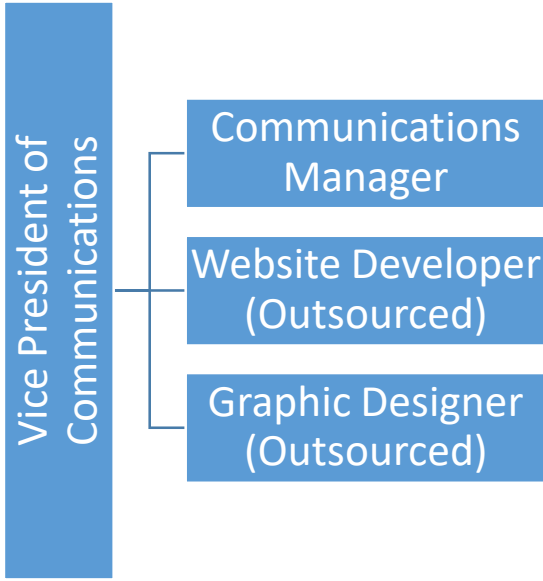 Vice President of
Communications
Communications
Manager
Website Developer
(Outsourced)
Graphic Designer
(Outsourced)